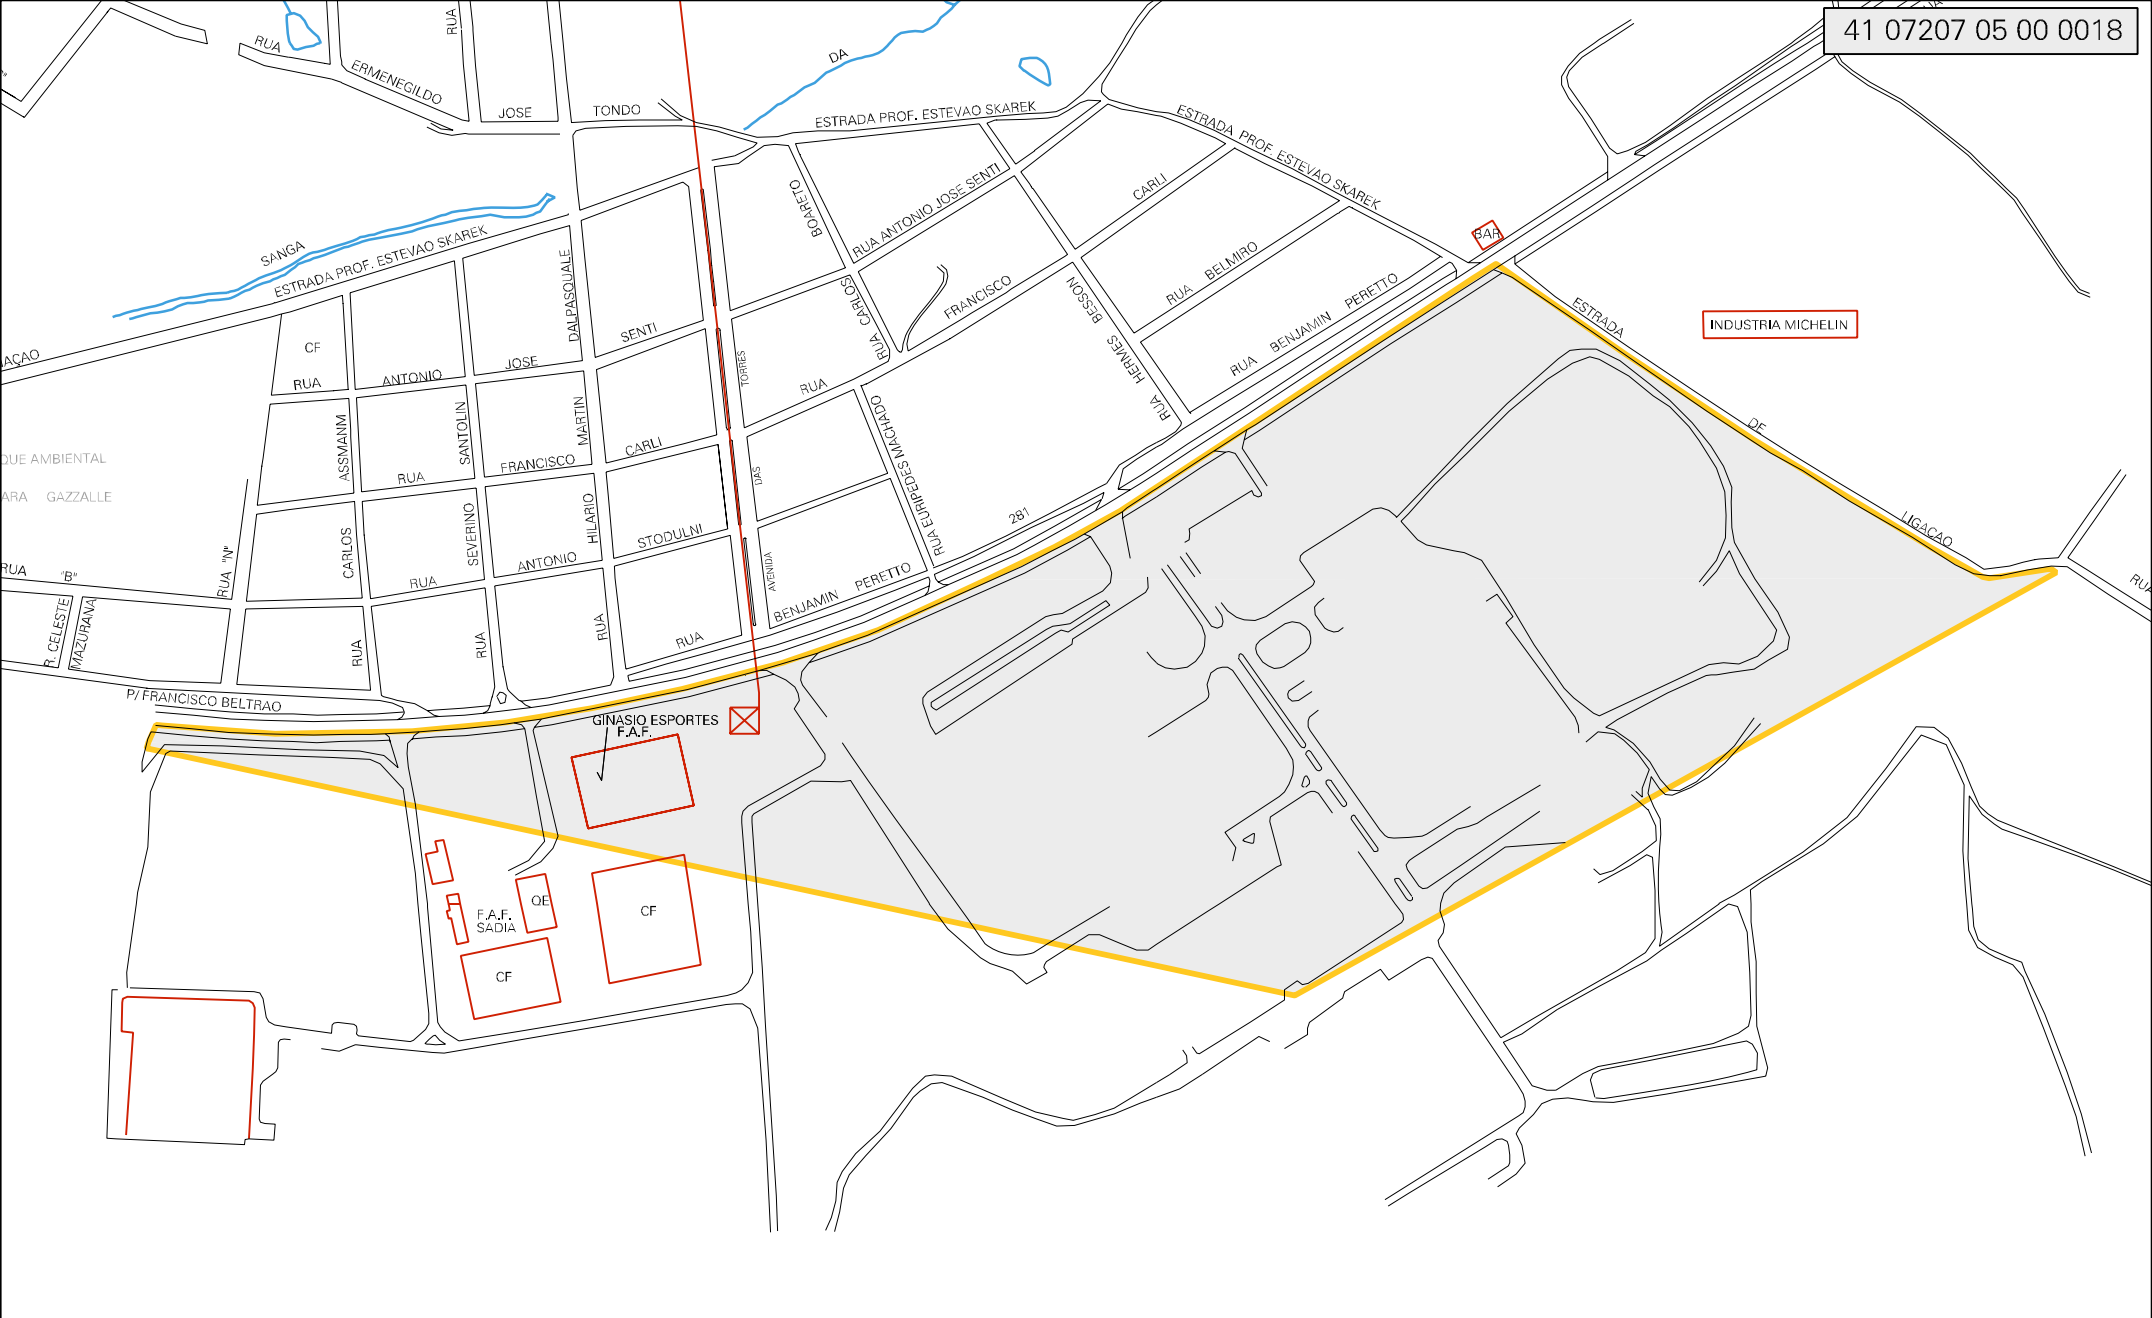 41 07207 05 00 0018
RUA
RUA
ERMENEGILDO
JOSE
TONDO
DA
ESTRADA PROF. ESTEVAO SKAREK
ESTRADA PROF. ESTEVAO SKAREK
SANGA
ESTRADA PROF. ESTEVAO SKAREK
BOARETO
RUA ANTONIO JOSE SENTI
CARLI
BAR
RUA BELMIRO
FRANCISCO
CARLOS
RUA
BESSON
HERMES
RUA
RUA BENJAMIN PERETTO
ESTRADA
DE
LIGACAO
INDUSTRIA MICHELIN
DALPASQUALE
SENTI
CF
RUA
ANTONIO
JOSE
TORRES
RUA
ASSMANM
SANTOLIN
MARTIN
CARLI
RUA
FRANCISCO
DAS
RUA EURIPEDES MACHADO
QUE AMBIENTAL
ARA GAZZALLE
281
CARLOS
SEVERINO
HILARIO
STODULNI
RUA
ANTONIO
AVENIDA
RUA "N"
RUA "B"
R. CELESTE
MAZURANA
BENJAMIN PERETTO
RUA
RUA
RUA
RUA
RUA
P/ FRANCISCO BELTRAO
GINASIO ESPORTES
F.A.F.
F.A.F.
SADIA
QE
CF
CF